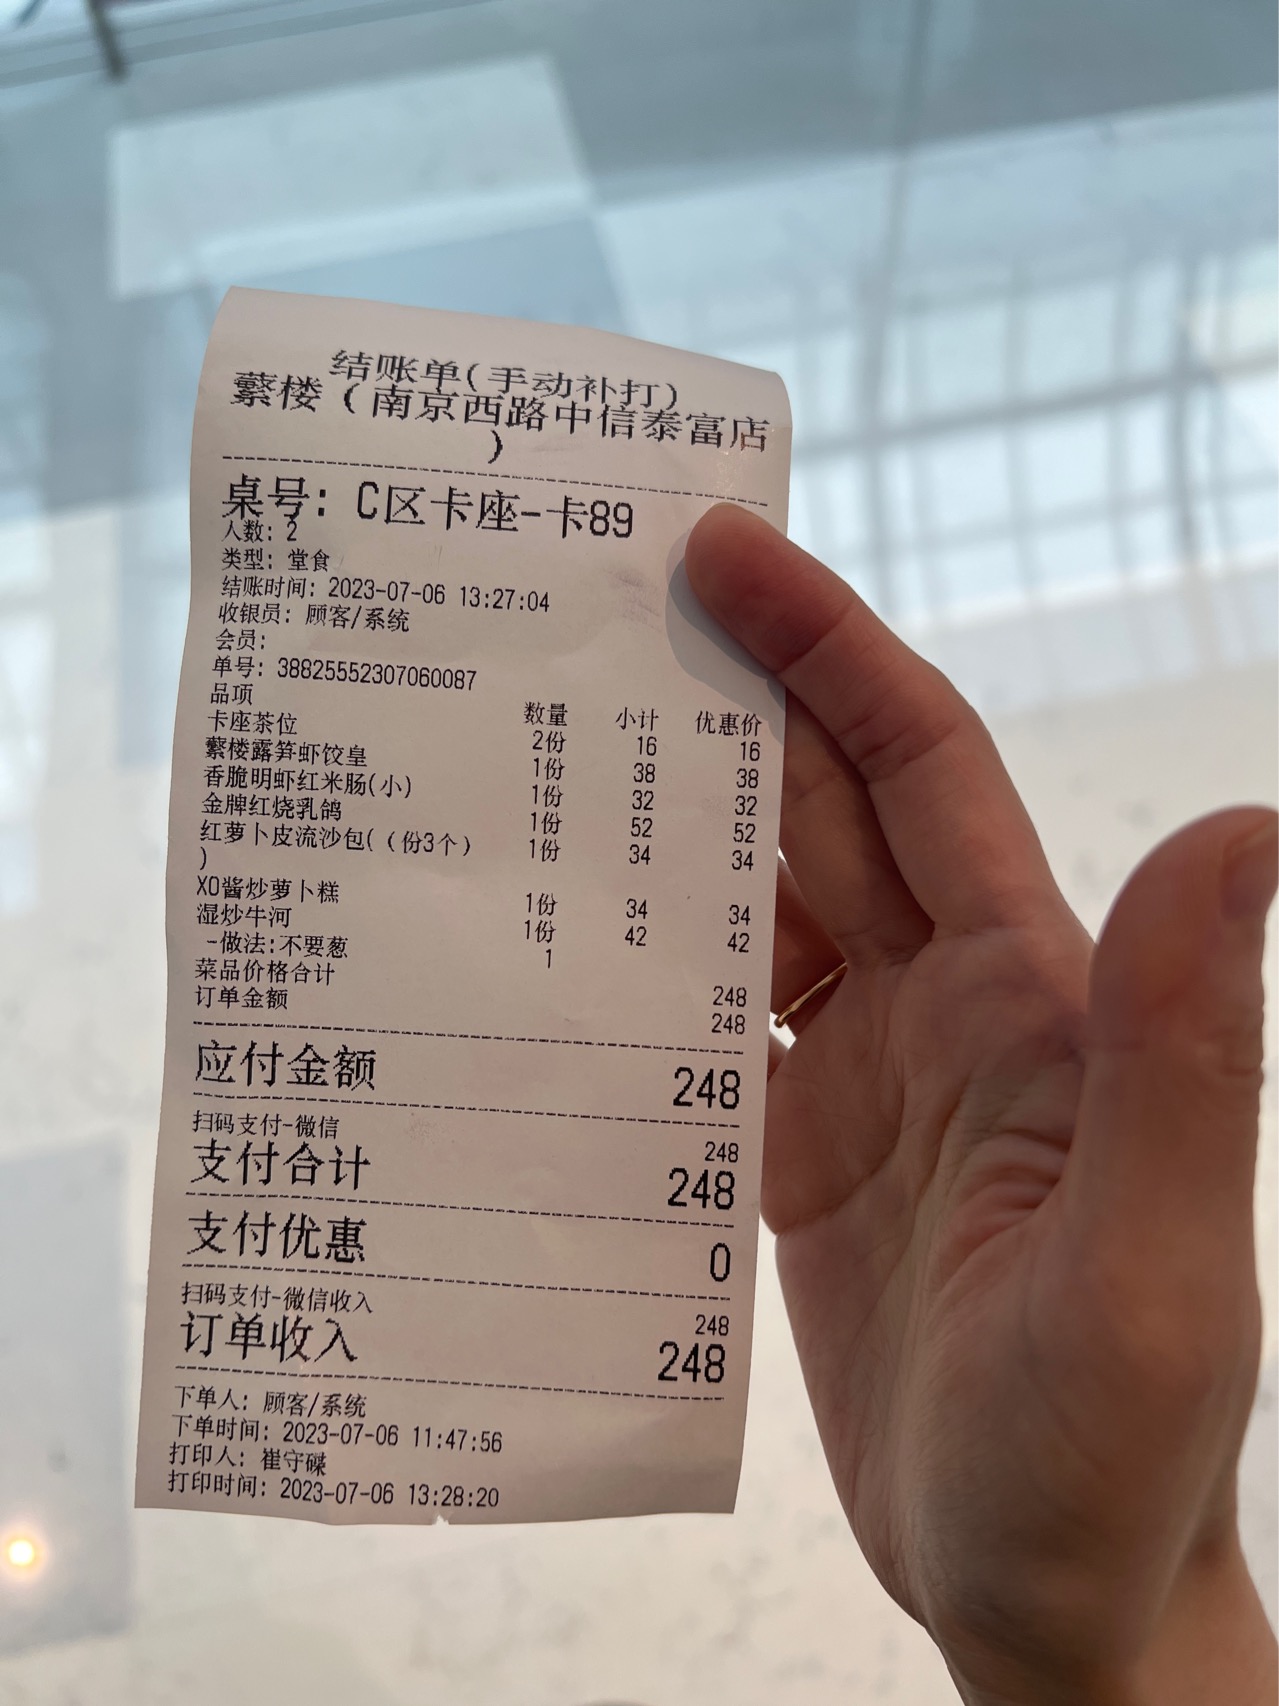 结账单(手动补打)
蘩楼（南京西路中信泰富店
）
桌号: C区卡座-卡89
人数: 2
类型: 堂食
结账时间: 2023-07-06 13:27:04
收银员: 顾客/系统
会员:
单号: 38825552307060087
品项 数量 小计 优惠价
卡座茶位 2份 16 16
蘩楼露笋虾饺皇 1份 38 38
香脆明虾红米肠(小) 1份 32 32
金牌红烧乳鸽 1份 52 52
红萝卜皮流沙包(（份3个） 1份 34 34
)
XO酱炒萝卜糕 1份 34 34
湿炒牛河 1份 42 42
-做法:不要葱 1
菜品价格合计 248
订单金额 248
应付金额 248
扫码支付-微信 248
支付合计 248
支付优惠 0
扫码支付-微信收入 248
订单收入 248
下单人: 顾客/系统
下单时间: 2023-07-06 11:47:56
打印人: 崔守磔
打印时间: 2023-07-06 13:28:20